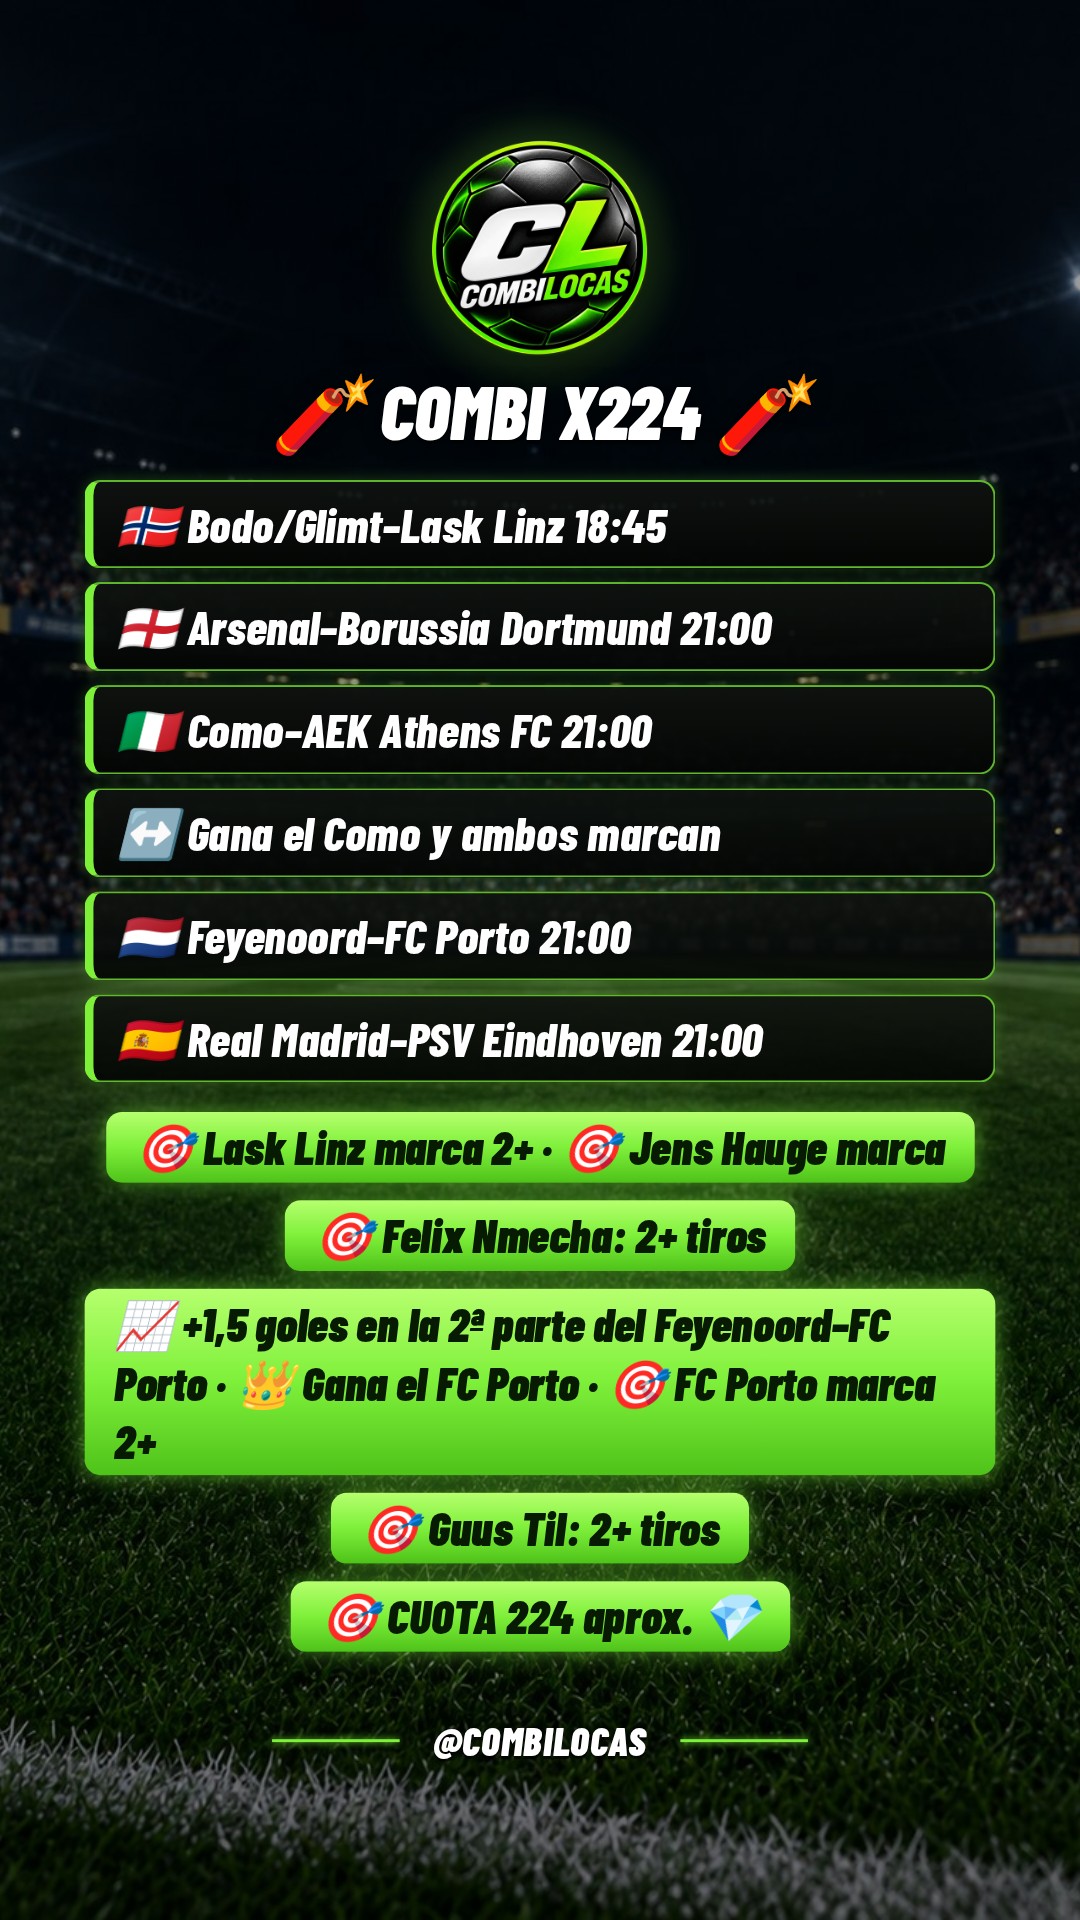 CL
COMBILOCAS
🧨 COMBI X224 🧨
🇳🇴 Bodo/Glimt-Lask Linz 18:45
🏴󠁧󠁢󠁥󠁮󠁧󠁿 Arsenal-Borussia Dortmund 21:00
🇮🇹 Como-AEK Athens FC 21:00
↔️ Gana el Como y ambos marcan
🇳🇱 Feyenoord-FC Porto 21:00
🇪🇸 Real Madrid-PSV Eindhoven 21:00
🎯 Lask Linz marca 2+ · 🎯 Jens Hauge marca
🎯 Felix Nmecha: 2+ tiros
📈 +1,5 goles en la 2ª parte del Feyenoord-FC
Porto · 👑 Gana el FC Porto · 🎯 FC Porto marca
2+
🎯 Guus Til: 2+ tiros
🎯 CUOTA 224 aprox. 💎
@COMBILOCAS